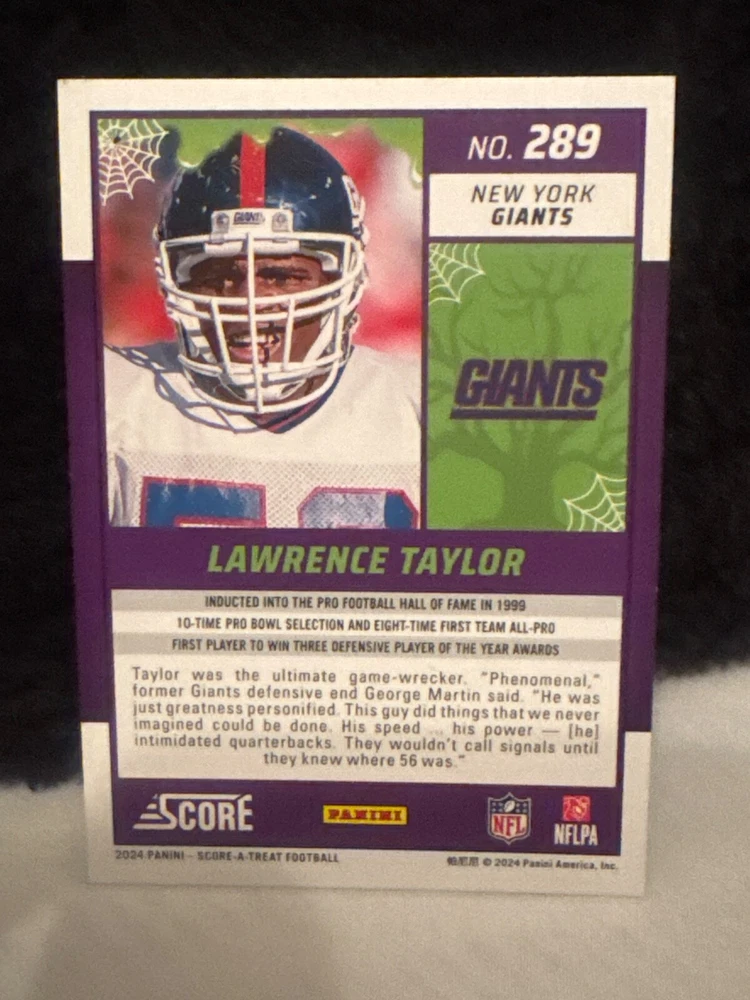 NO. 289
NEW YORK
GIANTS
GIANTS
GIANTS
LAWRENCE TAYLOR
INDUCTED INTO THE PRO FOOTBALL HALL OF FAME IN 1999
10-TIME PRO BOWL SELECTION AND EIGHT-TIME FIRST TEAM ALL-PRO
FIRST PLAYER TO WIN THREE DEFENSIVE PLAYER OF THE YEAR AWARDS
Taylor was the ultimate game-wrecker. "Phenomenal,"
former Giants defensive end George Martin said. "He was
just greatness personified. This guy did things that we never
imagined could be done. His speed ... his power — [he]
intimidated quarterbacks. They wouldn't call signals until
they knew where 56 was."
SCORE
PANINI
NFL
NFLPA
2024 PANINI - SCORE-A-TREAT FOOTBALL
帕尼尼 © 2024 Panini America, Inc.